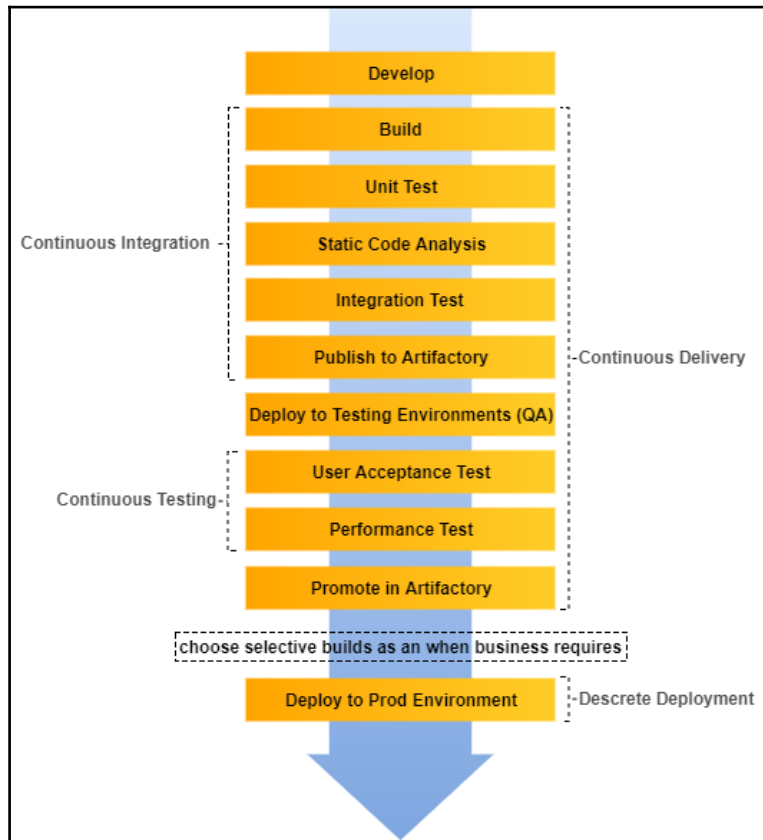 Develop
Build
Unit Test
Continuous Integration
Static Code Analysis
Integration Test
Publish to Artifactory
Continuous Delivery
Deploy to Testing Environments (QA)
User Acceptance Test
Continuous Testing
Performance Test
Promote in Artifactory
choose selective builds as an when business requires
Deploy to Prod Environment
Descrete Deployment